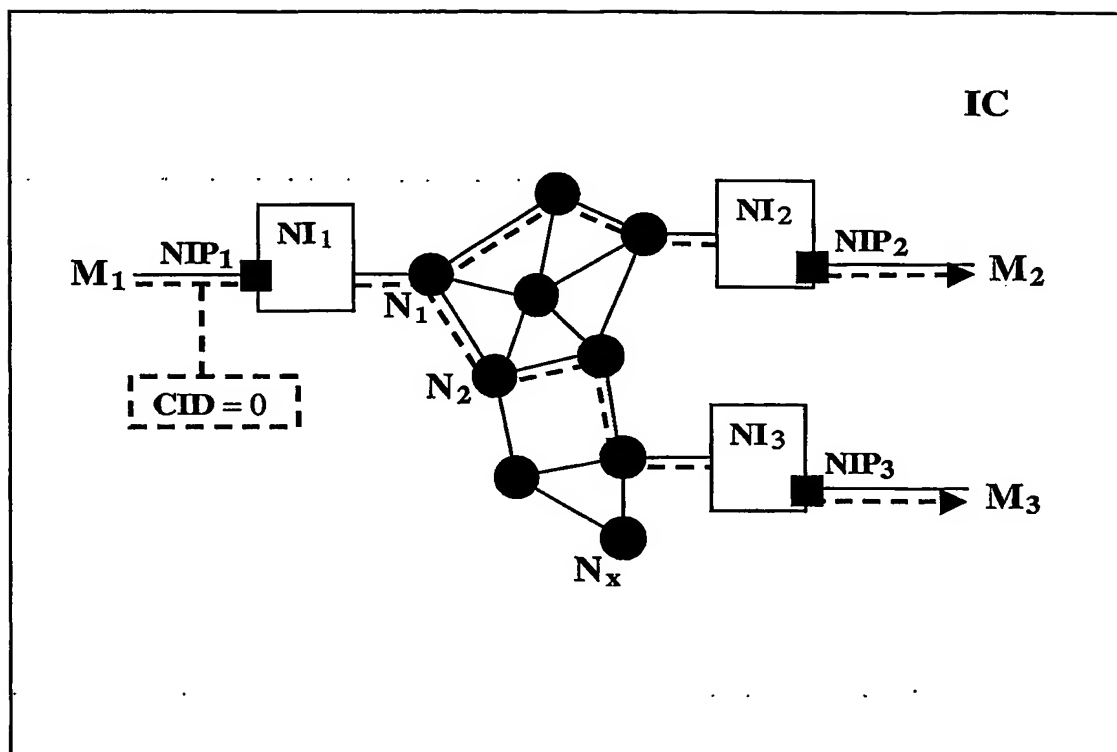 IC
NI1
NI2
NIP1
NIP2
M1
M2
N1
N2
CID = 0
NI3
NIP3
M3
Nx